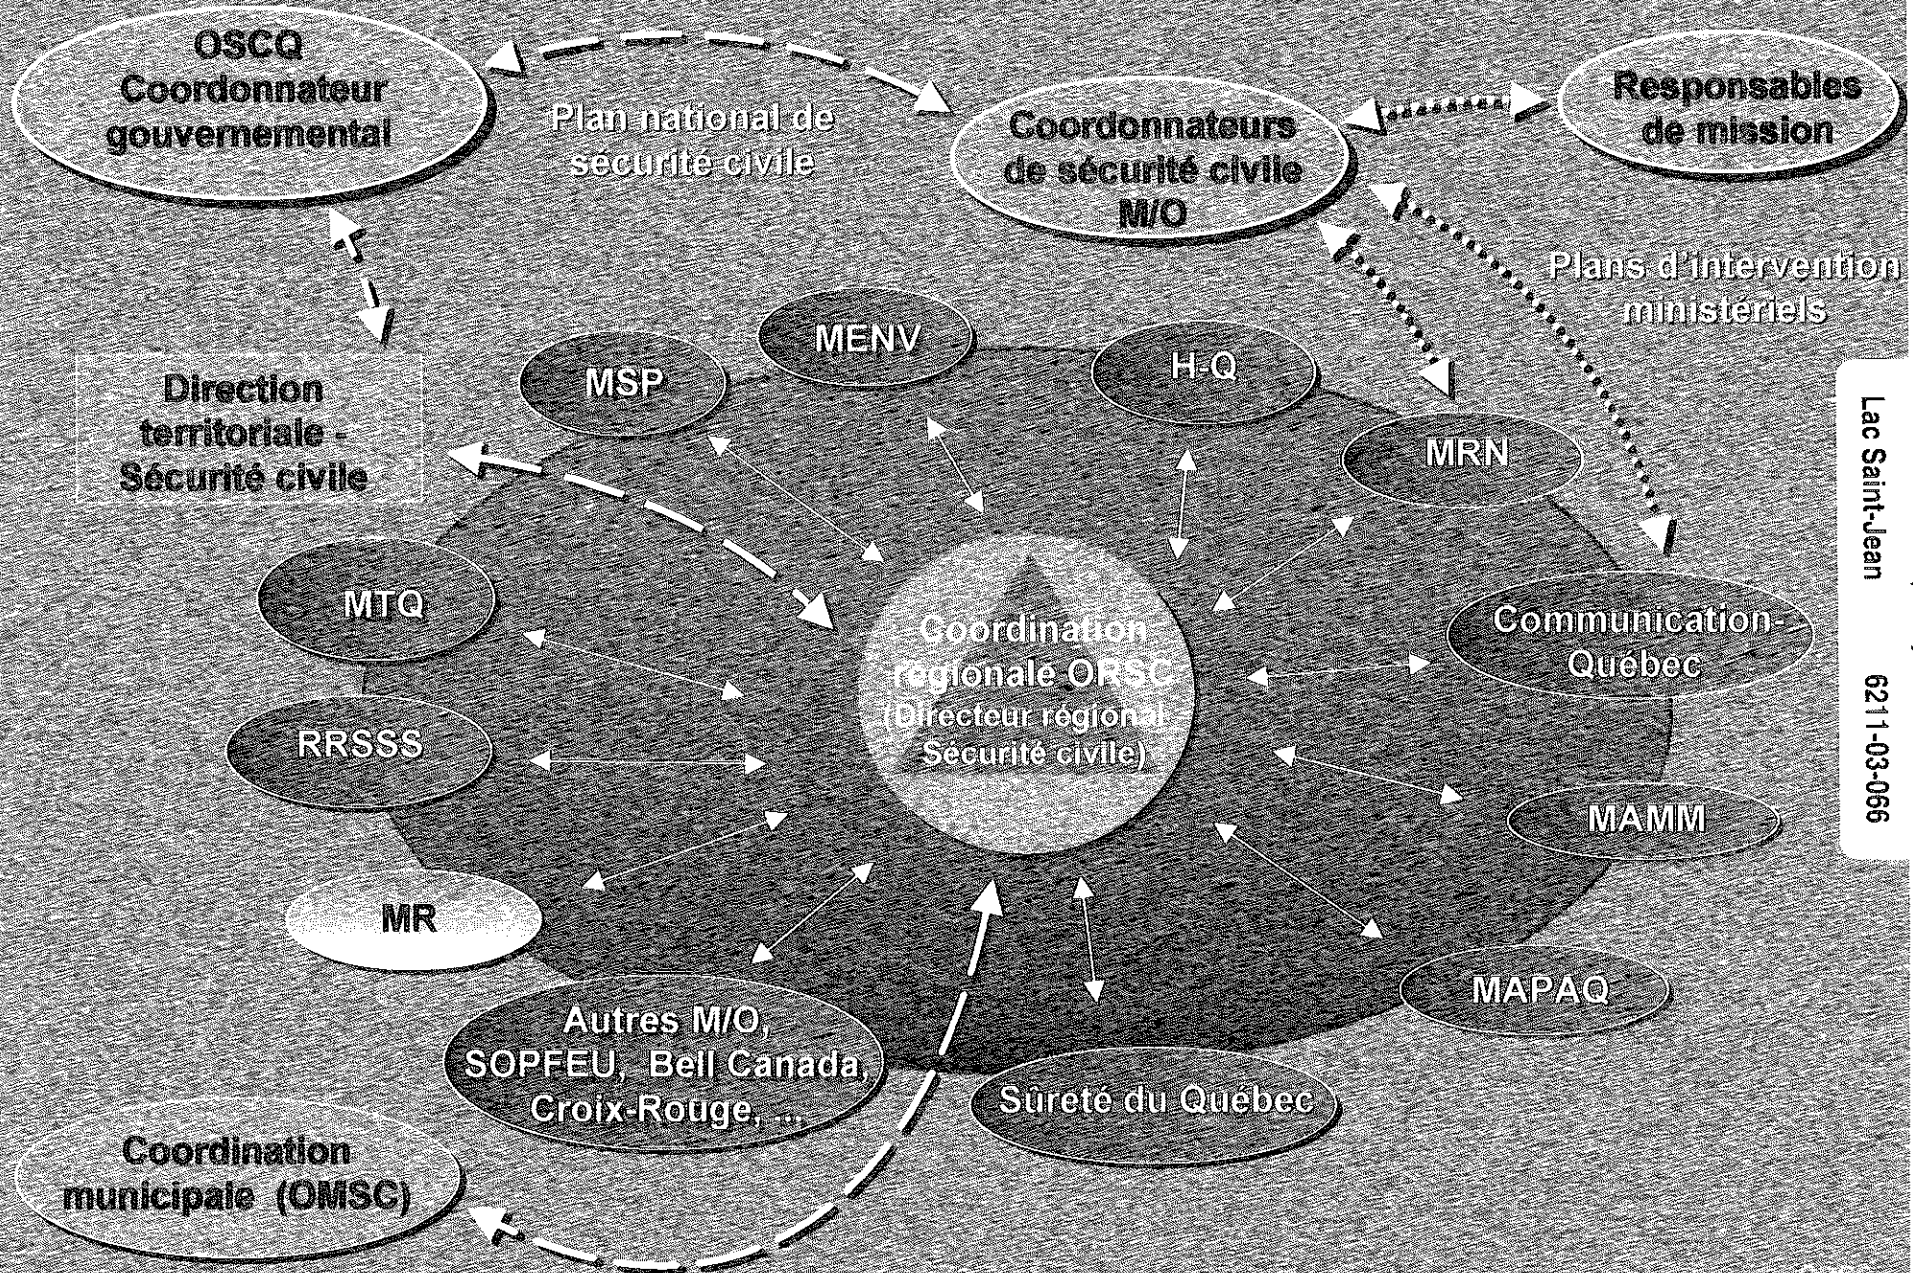 OSCQ
Coordonnateur
gouvernemental
Plan national de
sécurité civile
Coordonnateurs
de sécurité civile
M/O
Responsables
de mission
Plans d'intervention
ministériels
Direction
territoriale -
Sécurité civile
MSP
MENV
H-Q
MRN
MTQ
Communication-
Québec
Coordination
régionale ORSC
(Directeur régional
Sécurité civile)
RRSSS
MAMM
MR
MAPAQ
Autres M/O,
SOPFEU, Bell Canada,
Croix-Rouge, ...
Sûreté du Québec
Coordination
municipale (OMSC)
Lac Saint-Jean 6211-03-066